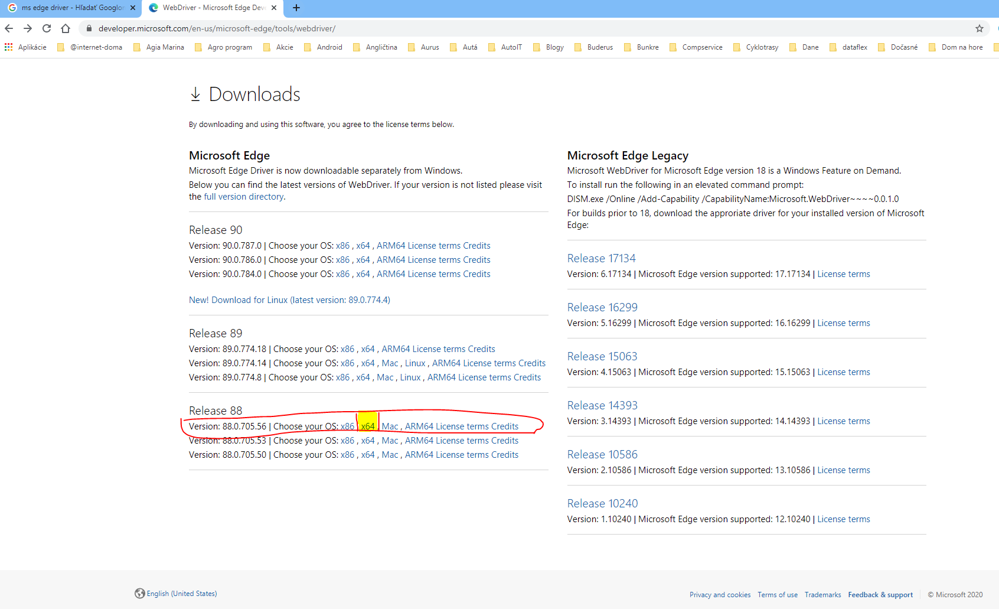 ms edge driver - Hľadať Googlor
WebDriver - Microsoft Edge Dev
developer.microsoft.com/en-us/microsoft-edge/tools/webdriver/
Aplikácie @internet-doma Agia Marina Agro program Akcie Android Angličtina Aurus Autá AutoIT Blogy Buderus Bunkre Compservice Cyklotrasy Dane dataflex Dočasné Dom na hore
Downloads
By downloading and using this software, you agree to the license terms below.
Microsoft Edge
Microsoft Edge Driver is now downloadable separately from Windows.
Below you can find the latest versions of WebDriver. If your version is not listed please visit
the full version directory.
Release 90
Version: 90.0.787.0 | Choose your OS: x86 , x64 , ARM64 License terms Credits
Version: 90.0.786.0 | Choose your OS: x86 , x64 , ARM64 License terms Credits
Version: 90.0.784.0 | Choose your OS: x86 , x64 , ARM64 License terms Credits
New! Download for Linux (latest version: 89.0.774.4)
Release 89
Version: 89.0.774.18 | Choose your OS: x86 , x64 , ARM64 License terms Credits
Version: 89.0.774.14 | Choose your OS: x86 , x64 , Mac , Linux , ARM64 License terms Credits
Version: 89.0.774.8 | Choose your OS: x86 , x64 , Mac , Linux , ARM64 License terms Credits
Release 88
Version: 88.0.705.56 | Choose your OS: x86 , x64 , Mac , ARM64 License terms Credits
Version: 88.0.705.53 | Choose your OS: x86 , x64 , Mac , ARM64 License terms Credits
Version: 88.0.705.50 | Choose your OS: x86 , x64 , Mac , ARM64 License terms Credits
Microsoft Edge Legacy
Microsoft WebDriver for Microsoft Edge version 18 is a Windows Feature on Demand.
To install run the following in an elevated command prompt:
DISM.exe /Online /Add-Capability /CapabilityName:Microsoft.WebDriver~~~~0.0.1.0
For builds prior to 18, download the approriate driver for your installed version of Microsoft
Edge:
Release 17134
Version: 6.17134 | Microsoft Edge version supported: 17.17134 | License terms
Release 16299
Version: 5.16299 | Microsoft Edge version supported: 16.16299 | License terms
Release 15063
Version: 4.15063 | Microsoft Edge version supported: 15.15063 | License terms
Release 14393
Version: 3.14393 | Microsoft Edge version supported: 14.14393 | License terms
Release 10586
Version: 2.10586 | Microsoft Edge version supported: 13.10586 | License terms
Release 10240
Version: 1.10240 | Microsoft Edge version supported: 12.10240 | License terms
English (United States)
Privacy and cookies Terms of use Trademarks Feedback & support © Microsoft 2020